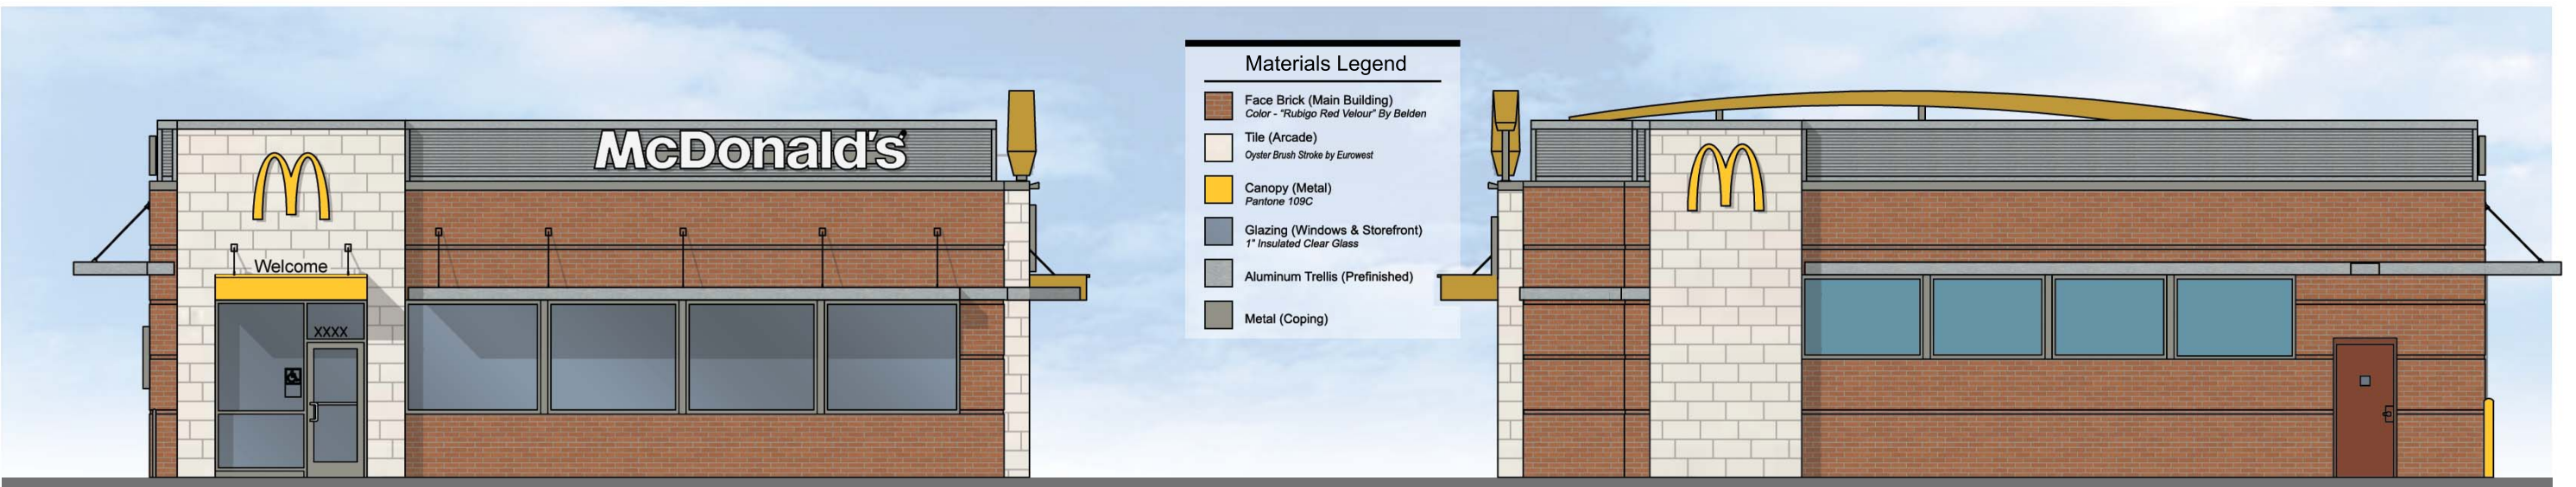 McDonald's
Welcome
XXXX
Materials Legend
Face Brick (Main Building)
Color - "Rubigo Red Velour" By Belden
Tile (Arcade)
Oyster Brush Stroke by Eurowest
Canopy (Metal)
Pantone 109C
Glazing (Windows & Storefront)
1" Insulated Clear Glass
Aluminum Trellis (Prefinished)
Metal (Coping)